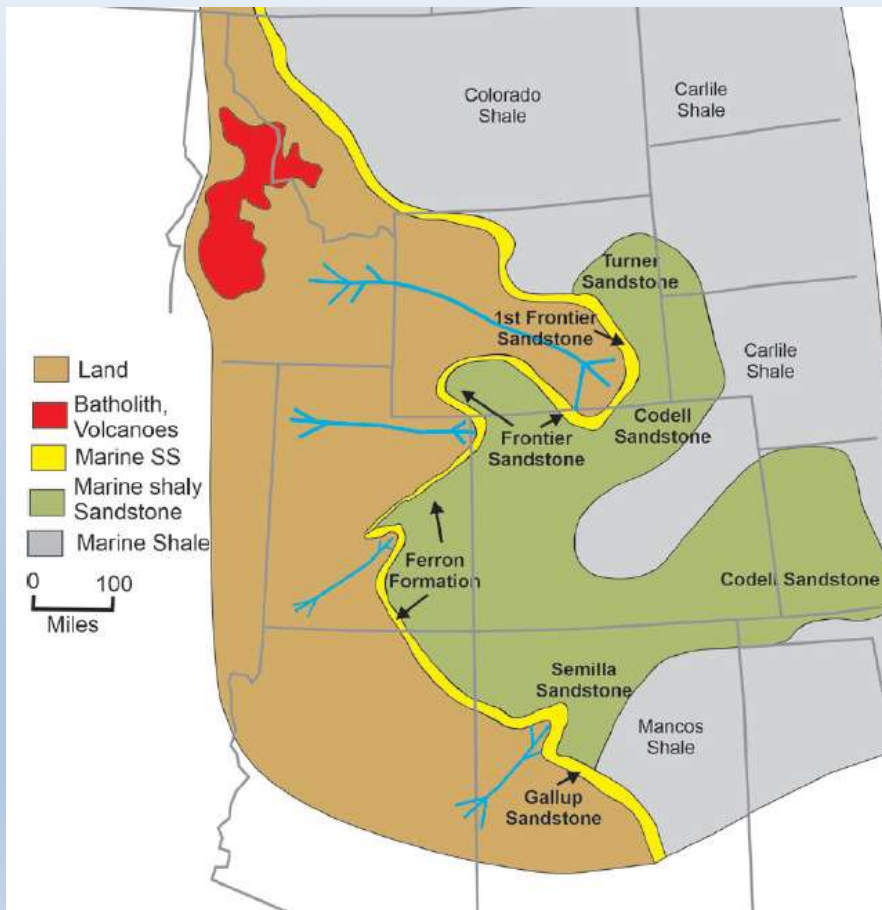 Colorado
Shale
Carlile
Shale
Turner
Sandstone
1st Frontier
Sandstone
Carlile
Shale
Land
Batholith,
Volcanoes
Marine SS
Marine shaly
Sandstone
Marine Shale
0 100
Miles
Codell
Sandstone
Frontier
Sandstone
Ferron
Formation
Codell Sandstone
Semilla
Sandstone
Mancos
Shale
Gallup
Sandstone